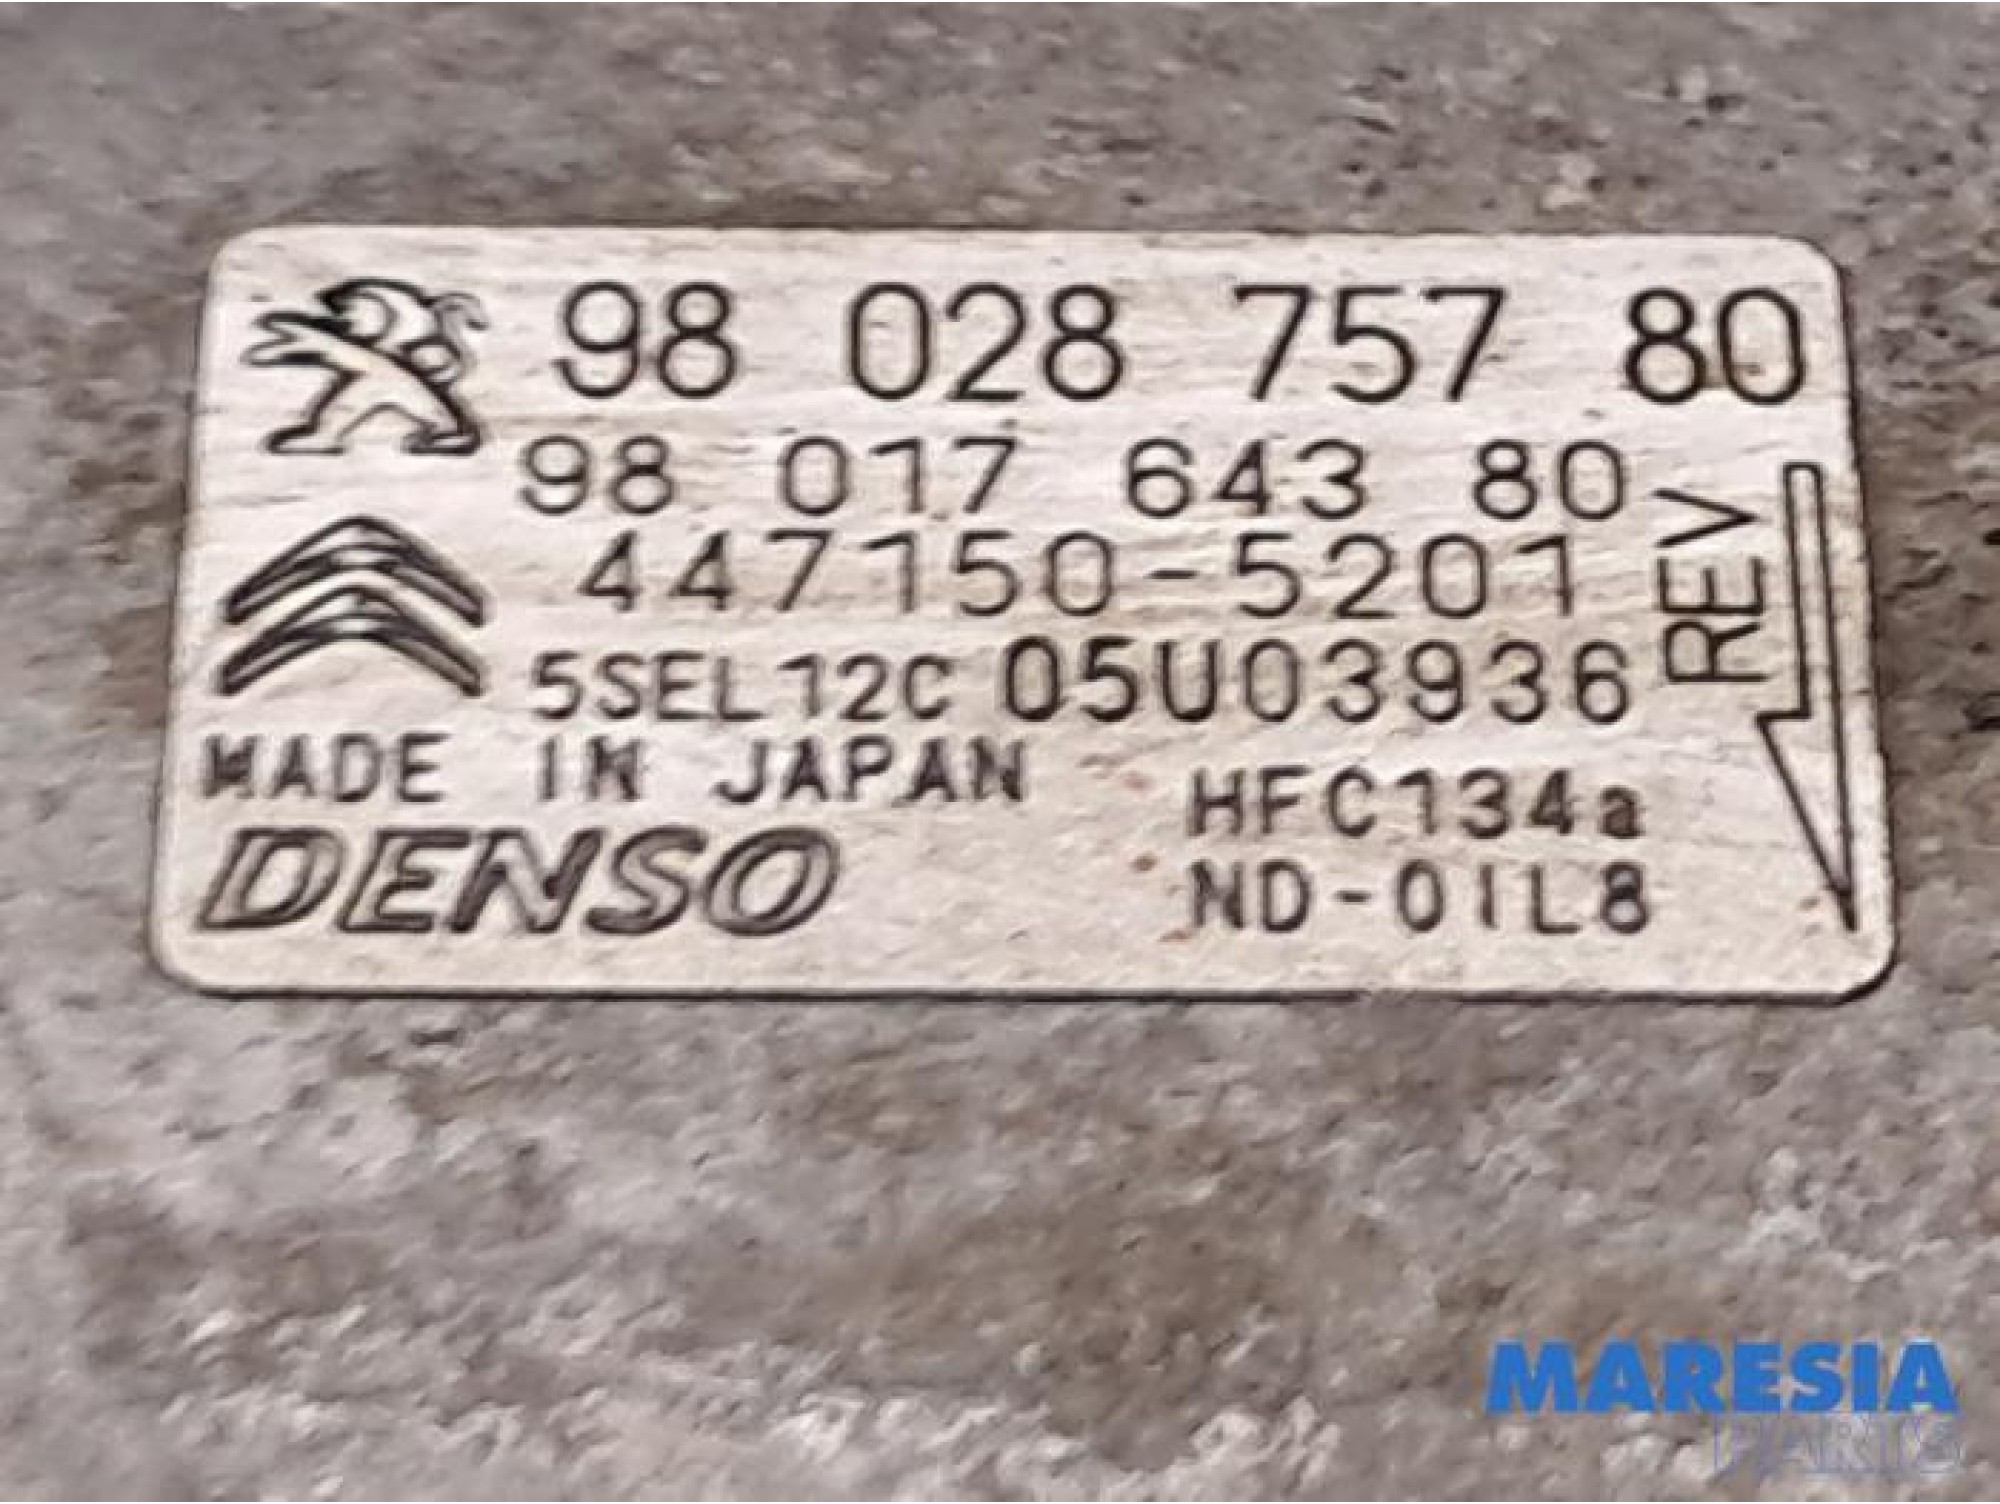 98 028 757 80
98 017 643 80
447150-5201
5SEL12C 05U03936
REV
MADE IN JAPAN
HFC134a
DENSO
ND-OIL8
MARESIA
PARTS